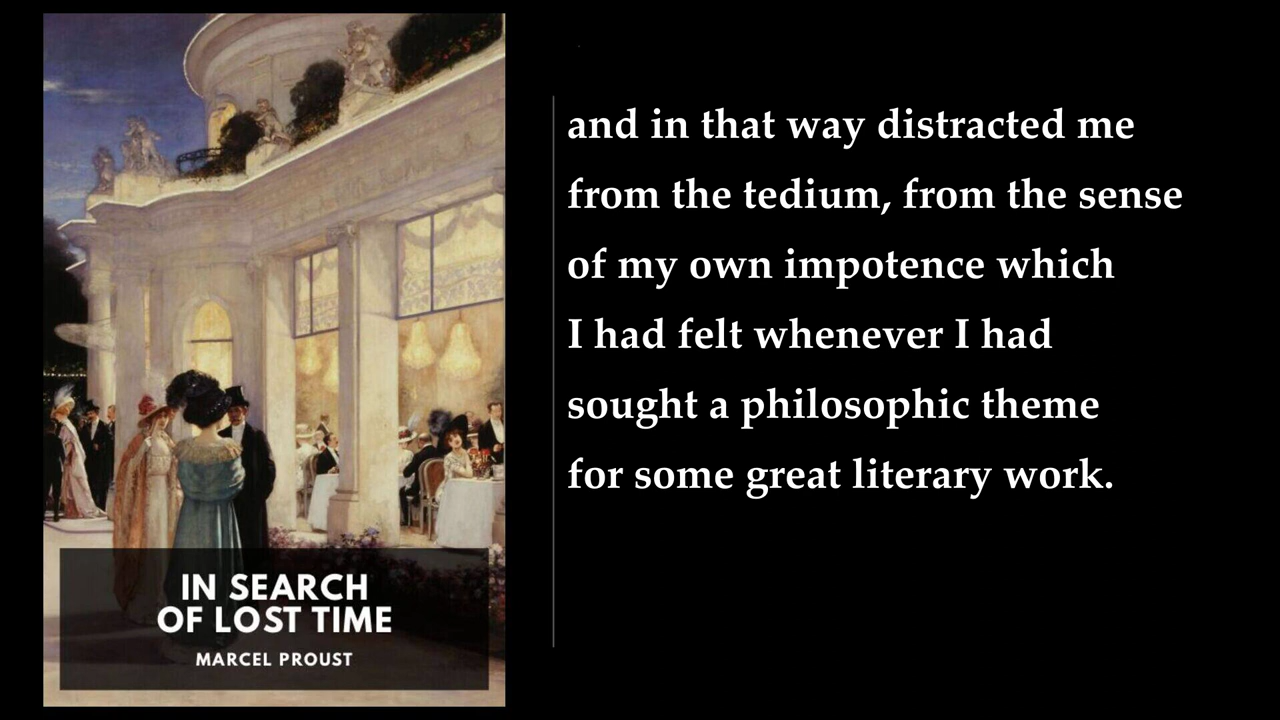 and in that way distracted me
from the tedium, from the sense
of my own impotence which
I had felt whenever I had
sought a philosophic theme
for some great literary work.
IN SEARCH
OF LOST TIME
MARCEL PROUST